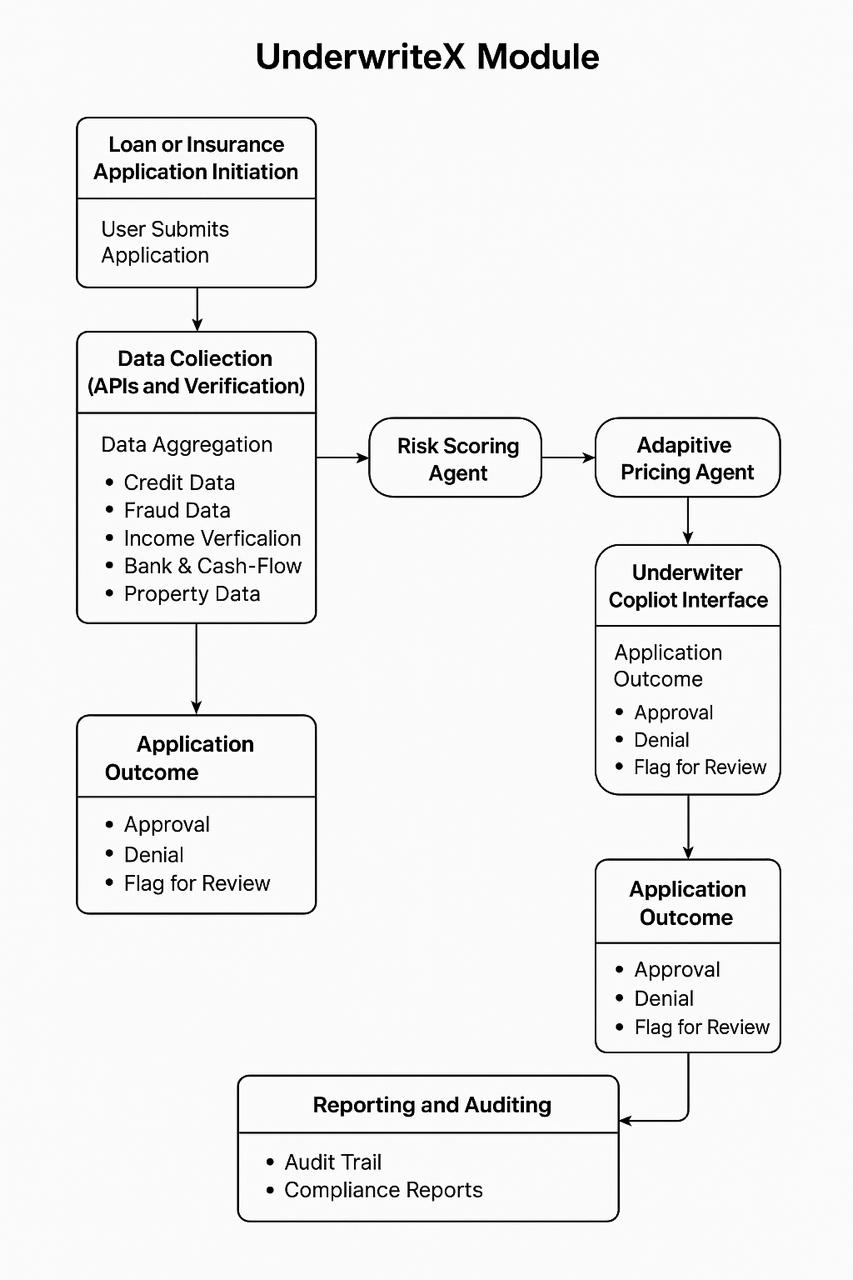 UnderwriteX Module
Loan or Insurance
Application Initiation
User Submits
Application
Data Coliection
(APIs and Verification)
Data Aggregation
• Credit Data
• Fraud Data
• Income Verficalion
• Bank & Cash-Flow
• Property Data
Risk Scoring
Agent
Adapitive
Pricing Agent
Underwiter
Copliot Interface
Application
Outcome
• Approval
• Denial
• Flag for Review
Application
Outcome
• Approval
• Denial
• Flag for Review
Application
Outcome
• Approval
• Denial
• Flag for Review
Reporting and Auditing
• Audit Trail
• Compliance Reports